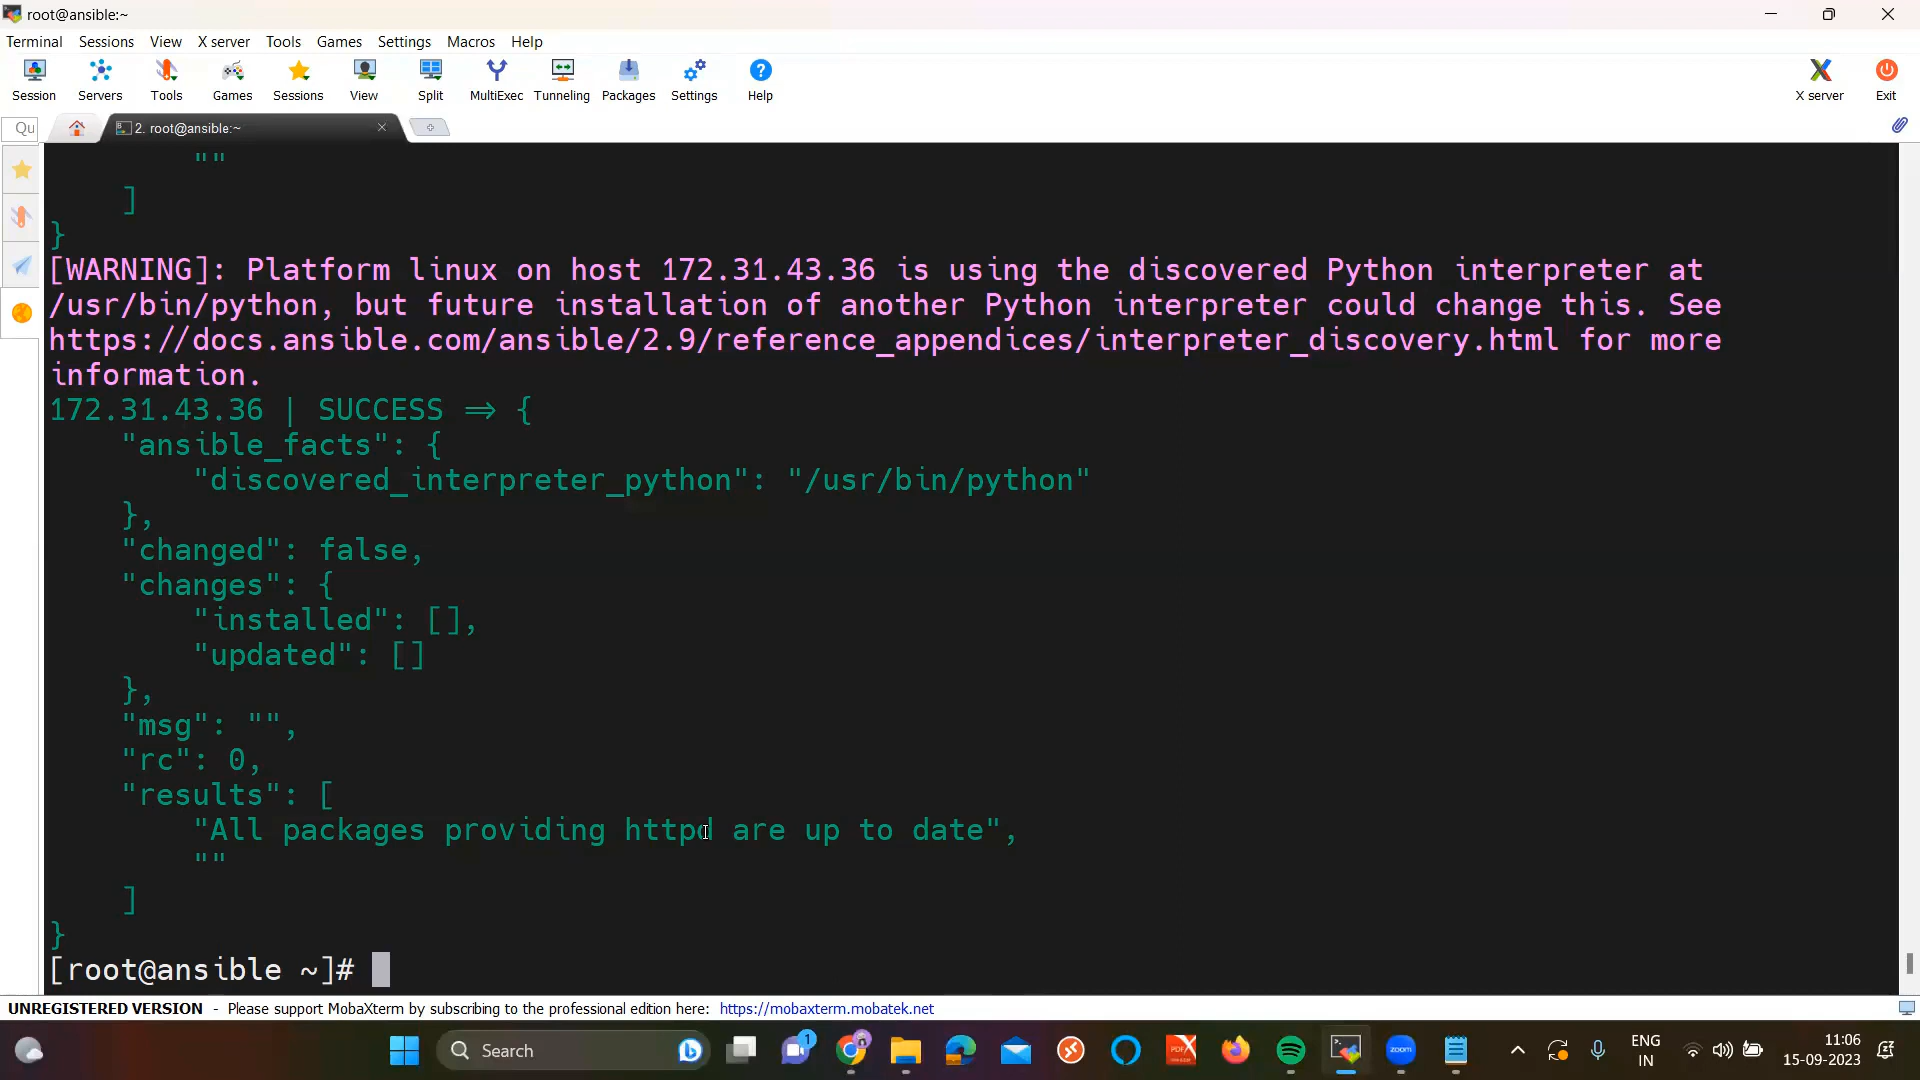 root@ansible:~
Terminal Sessions View X server Tools Games Settings Macros Help
Session Servers Tools Games Sessions View Split MultiExec Tunneling Packages Settings Help X server Exit
Qu
2. root@ansible:~
""
]
}
[WARNING]: Platform linux on host 172.31.43.36 is using the discovered Python interpreter at
/usr/bin/python, but future installation of another Python interpreter could change this. See
https://docs.ansible.com/ansible/2.9/reference_appendices/interpreter_discovery.html for more
information.
172.31.43.36 | SUCCESS => {
"ansible_facts": {
"discovered_interpreter_python": "/usr/bin/python"
},
"changed": false,
"changes": {
"installed": [],
"updated": []
},
"msg": "",
"rc": 0,
"results": [
"All packages providing httpd are up to date",
""
]
}
[root@ansible ~]#
UNREGISTERED VERSION - Please support MobaXterm by subscribing to the professional edition here: https://mobaxterm.mobatek.net
Search
1
zoom
ENG
IN
11:06
15-09-2023